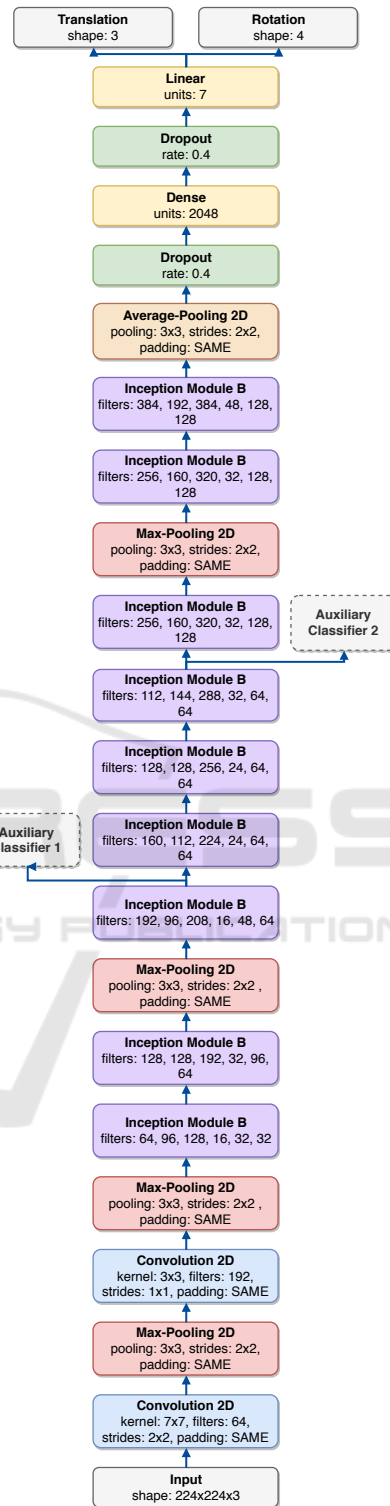 Translation
shape: 3
Rotation
shape: 4
Linear
units: 7
Dropout
rate: 0.4
Dense
units: 2048
Dropout
rate: 0.4
Average-Pooling 2D
pooling: 3x3, strides: 2x2,
padding: SAME
Inception Module B
filters: 384, 192, 384, 48, 128,
128
Inception Module B
filters: 256, 160, 320, 32, 128,
128
Max-Pooling 2D
pooling: 3x3, strides: 2x2,
padding: SAME
Inception Module B
filters: 256, 160, 320, 32, 128,
128
Auxiliary
Classifier 2
Inception Module B
filters: 112, 144, 288, 32, 64,
64
Inception Module B
filters: 128, 128, 256, 24, 64,
64
Inception Module B
filters: 160, 112, 224, 24, 64,
64
Auxiliary
lassifier 1
Inception Module B
filters: 192, 96, 208, 16, 48, 64
Max-Pooling 2D
pooling: 3x3, strides: 2x2 ,
padding: SAME
Inception Module B
filters: 128, 128, 192, 32, 96,
64
Inception Module B
filters: 64, 96, 128, 16, 32, 32
Max-Pooling 2D
pooling: 3x3, strides: 2x2 ,
padding: SAME
Convolution 2D
kernel: 3x3, filters: 192,
strides: 1x1, padding: SAME
Max-Pooling 2D
pooling: 3x3, strides: 2x2,
padding: SAME
Convolution 2D
kernel: 7x7, filters: 64,
strides: 2x2, padding: SAME
Input
shape: 224x224x3